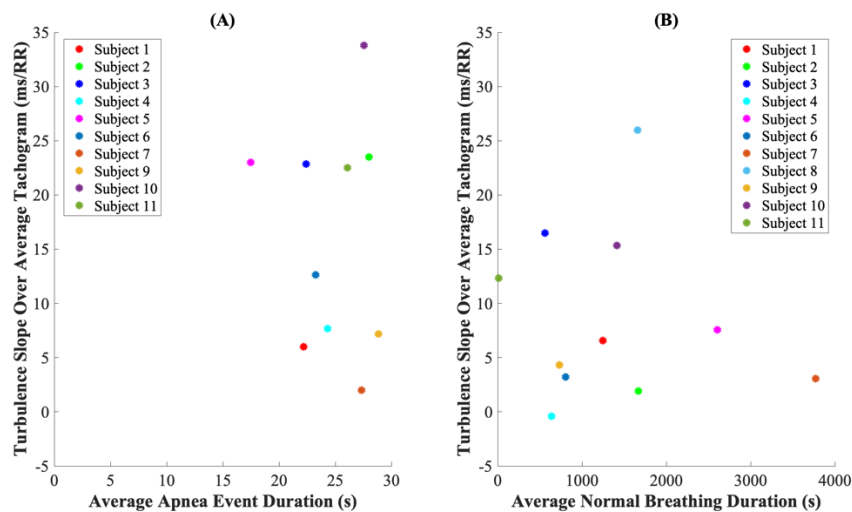 (A)
Turbulence Slope Over Average Tachogram (ms/RR)
35
30
25
20
15
10
5
0
-5
Subject 1
Subject 2
Subject 3
Subject 4
Subject 5
Subject 6
Subject 7
Subject 9
Subject 10
Subject 11
0 5 10 15 20 25 30
Average Apnea Event Duration (s)
(B)
Turbulence Slope Over Average Tachogram (ms/RR)
35
30
25
20
15
10
5
0
-5
Subject 1
Subject 2
Subject 3
Subject 4
Subject 5
Subject 6
Subject 7
Subject 8
Subject 9
Subject 10
Subject 11
0 1000 2000 3000 4000
Average Normal Breathing Duration (s)